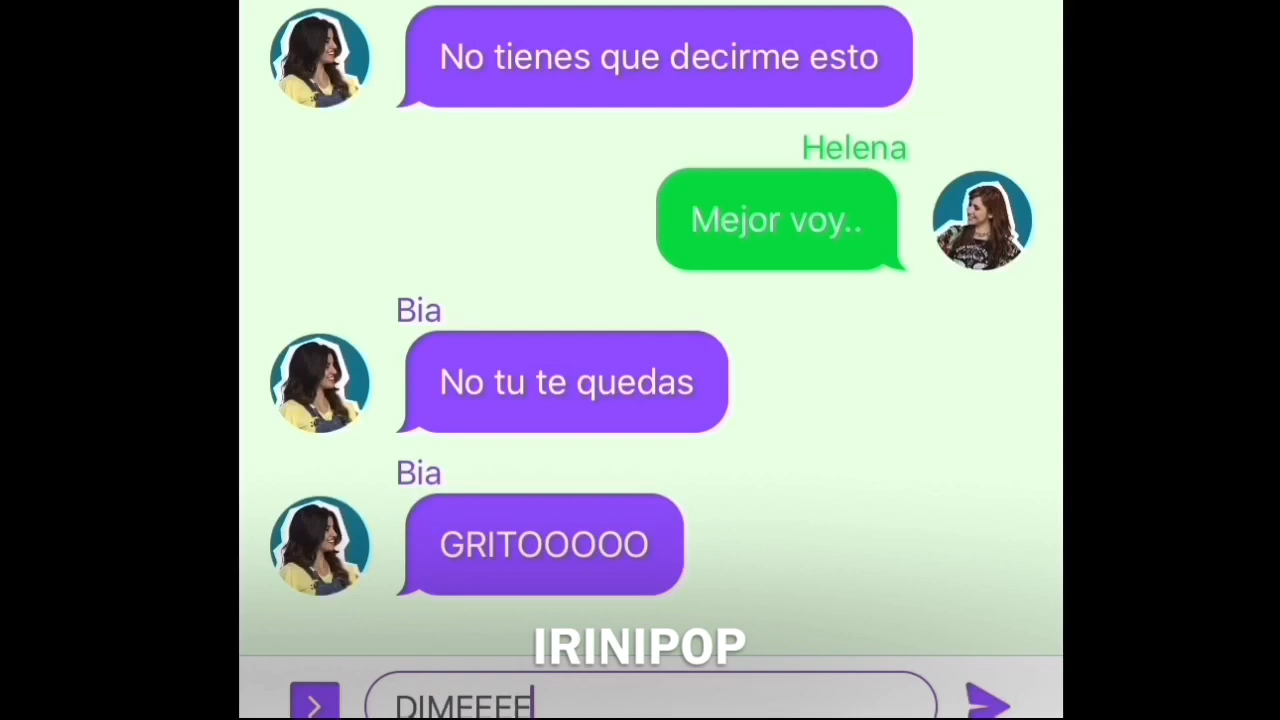 No tienes que decirme esto
Helena
Mejor voy..
Bia
No tu te quedas
Bia
GRITOOOOO
IRINIPOP
DIMEEEE